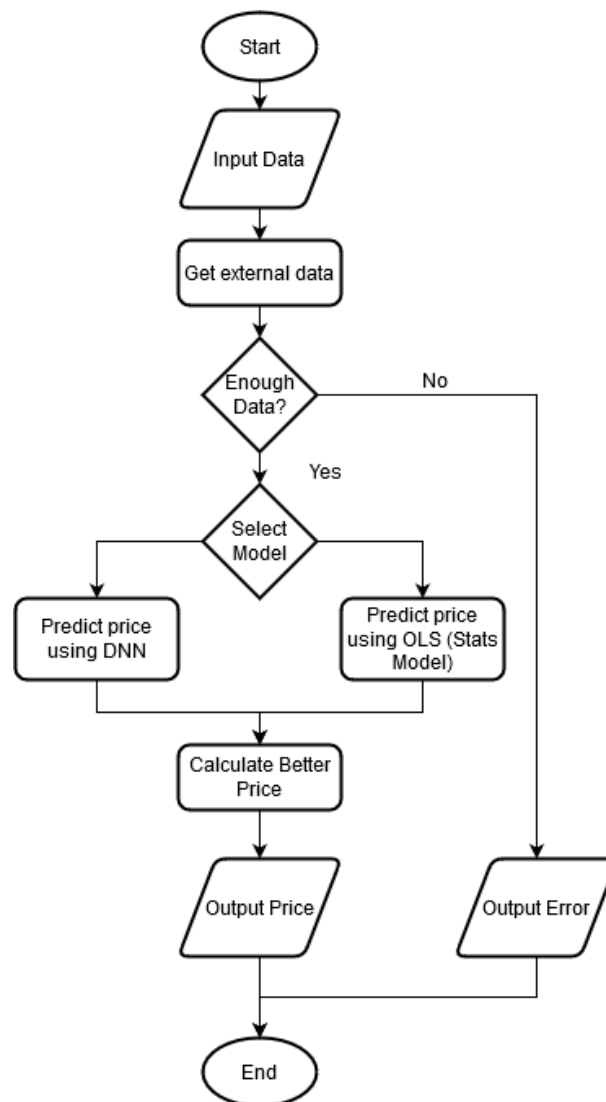 Start
Input Data
Get external data
Enough
Data?
No
Yes
Select
Model
Predict price
using DNN
Predict price
using OLS (Stats
Model)
Calculate Better
Price
Output Price
Output Error
End